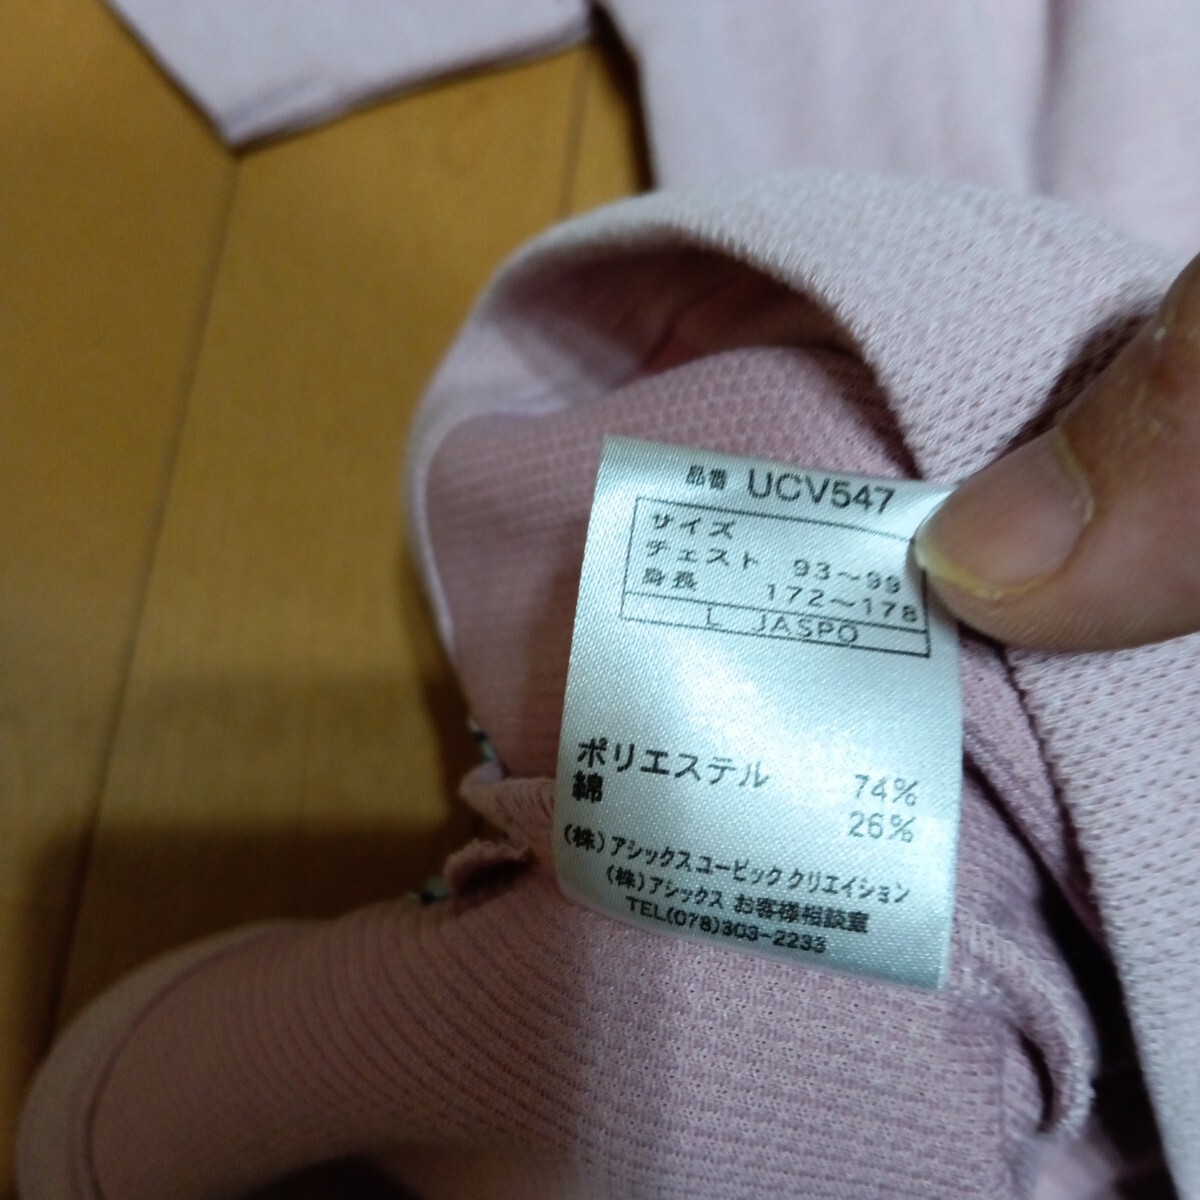 品番 UCV547
サイズ
チェスト 93〜99
身長 172〜178
L JASPO
ポリエステル 74%
綿 26%
(株)アシックスユービック クリエイション
(株)アシックス お客様相談室
TEL(078)303-2233